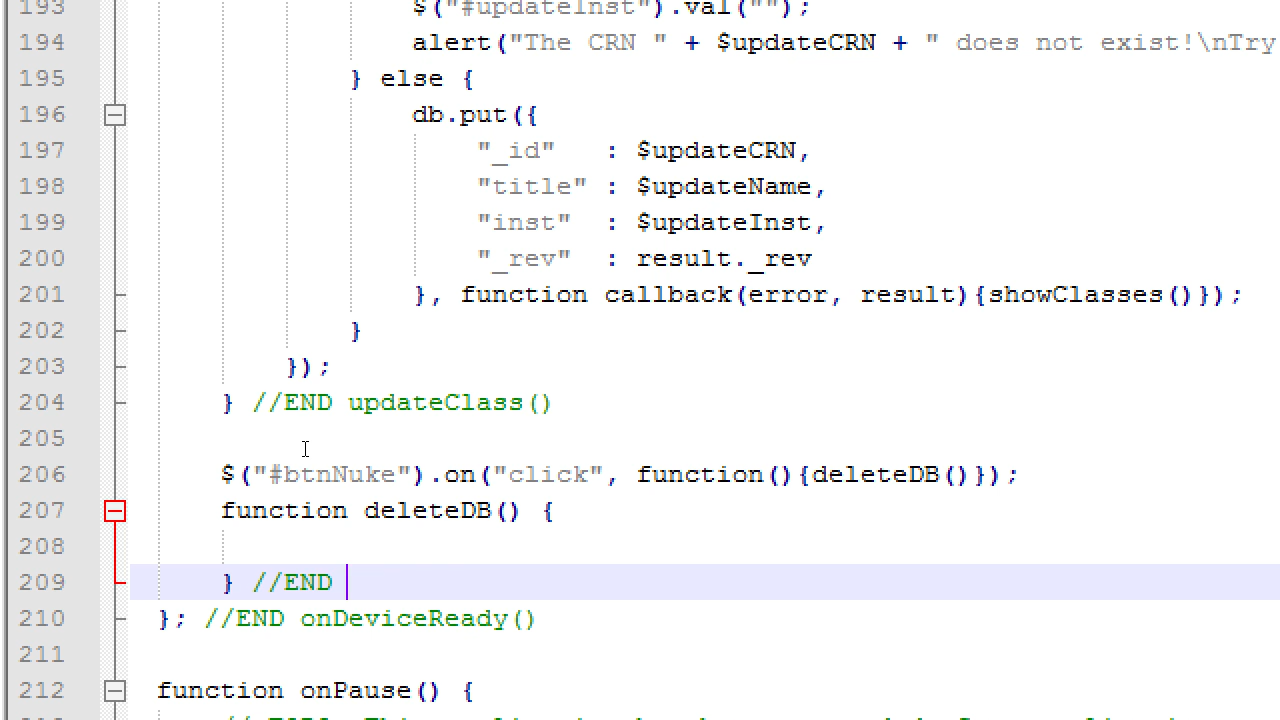 193 $("#updateInst").val("");
194 alert("The CRN " + $updateCRN + " does not exist!\nTry
195 } else {
196 db.put({
197 "_id" : $updateCRN,
198 "title" : $updateName,
199 "inst" : $updateInst,
200 "_rev" : result._rev
201 }, function callback(error, result){showClasses()});
202 }
203 });
204 } //END updateClass()
205
206 $("#btnNuke").on("click", function(){deleteDB()});
207 function deleteDB() {
208
209 } //END
210 }; //END onDeviceReady()
211
212 function onPause() {